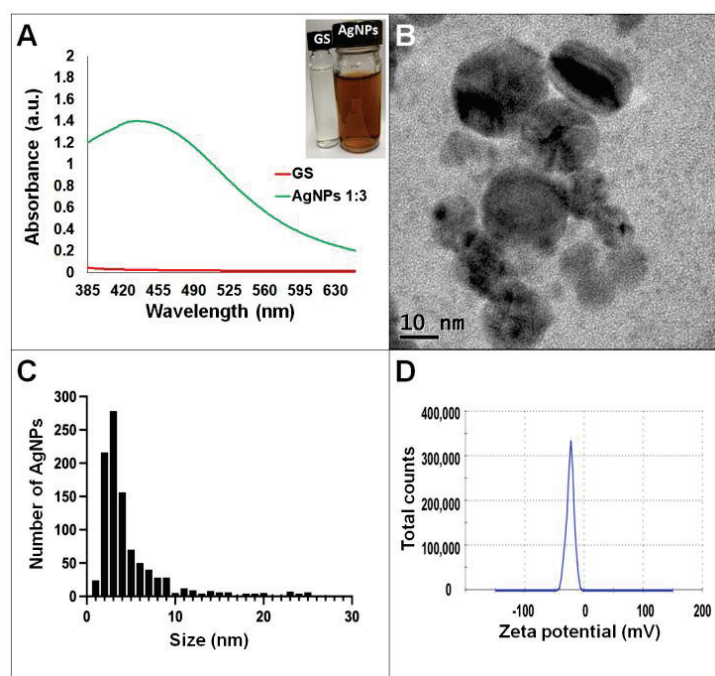 A
GS AgNPs
Absorbance (a.u.)
2
1.8
1.6
1.4
1.2
1
0.8
0.6
0.4
0.2
0
GS
AgNPs 1:3
385 420 455 490 525 560 595 630
Wavelength (nm)
B
10 nm
C
Number of AgNPs
300
250
200
150
100
50
0
0 10 20 30
Size (nm)
D
Total counts
400,000
300,000
200,000
100,000
0
-100 0 100 200
Zeta potential (mV)